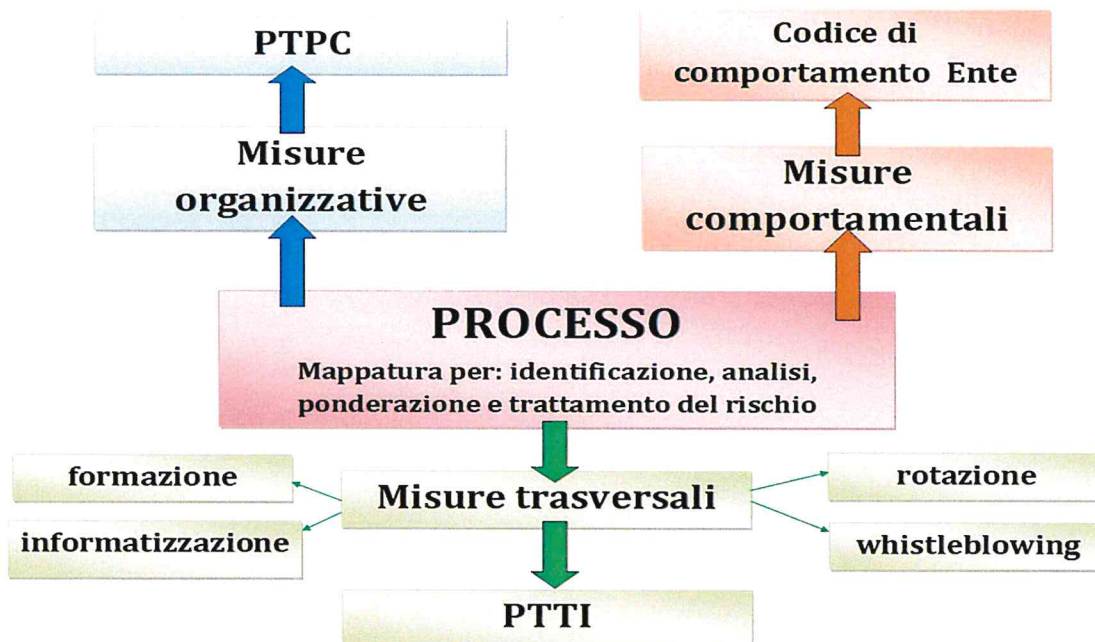 PTPC
Codice di
comportamento Ente
Misure
organizzative
Misure
comportamentali
PROCESSO
Mappatura per: identificazione, analisi,
ponderazione e trattamento del rischio
formazione
Misure trasversali
rotazione
informatizzazione
whistleblowing
PTTI